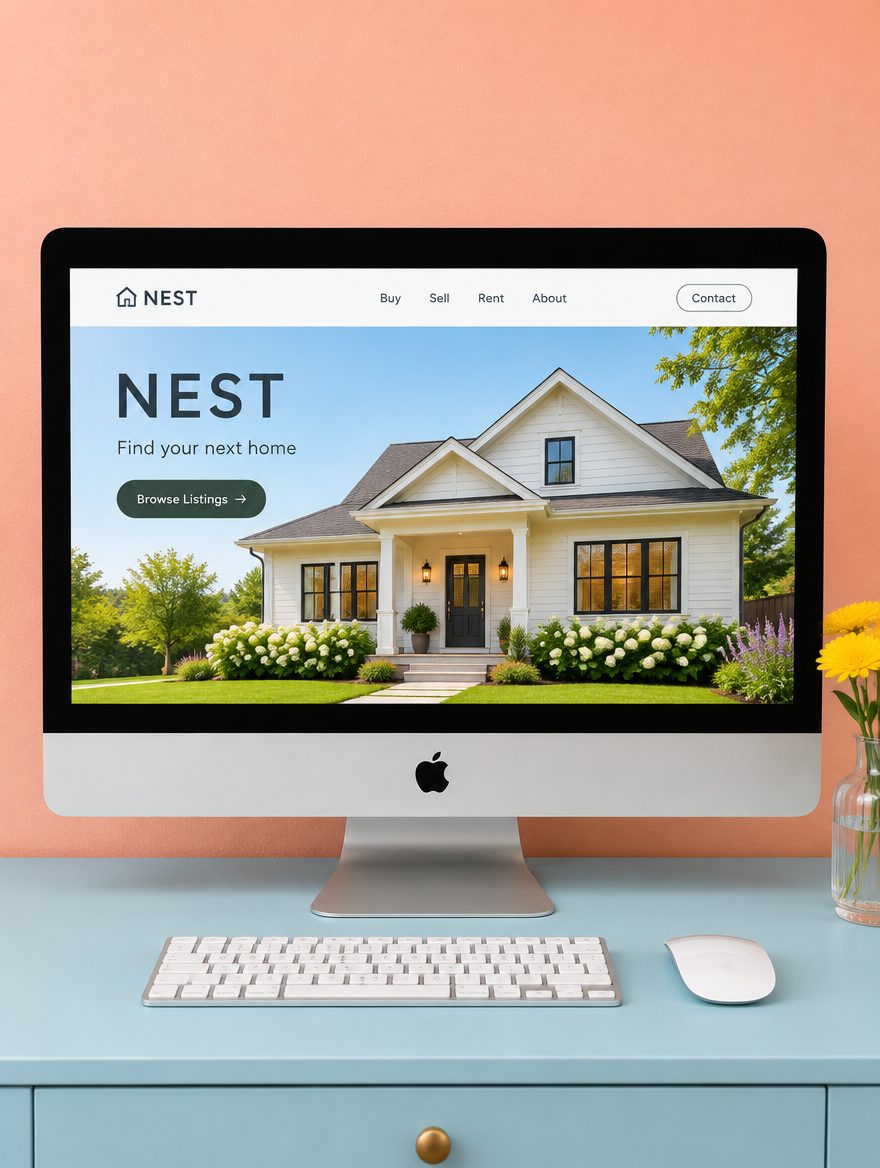 NEST
Buy Sell Rent About
Contact
NEST
Find your next home
Browse Listings →